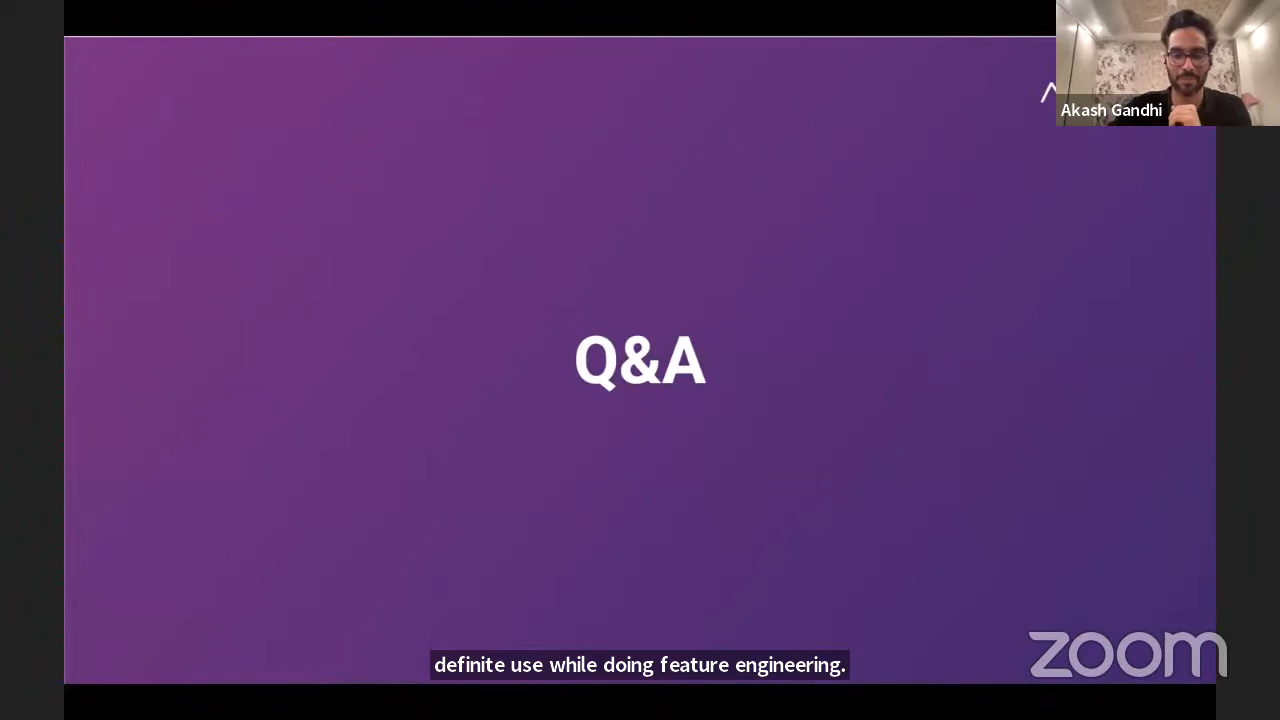 Akash Gandhi
Q&A
definite use while doing feature engineering.
zoom